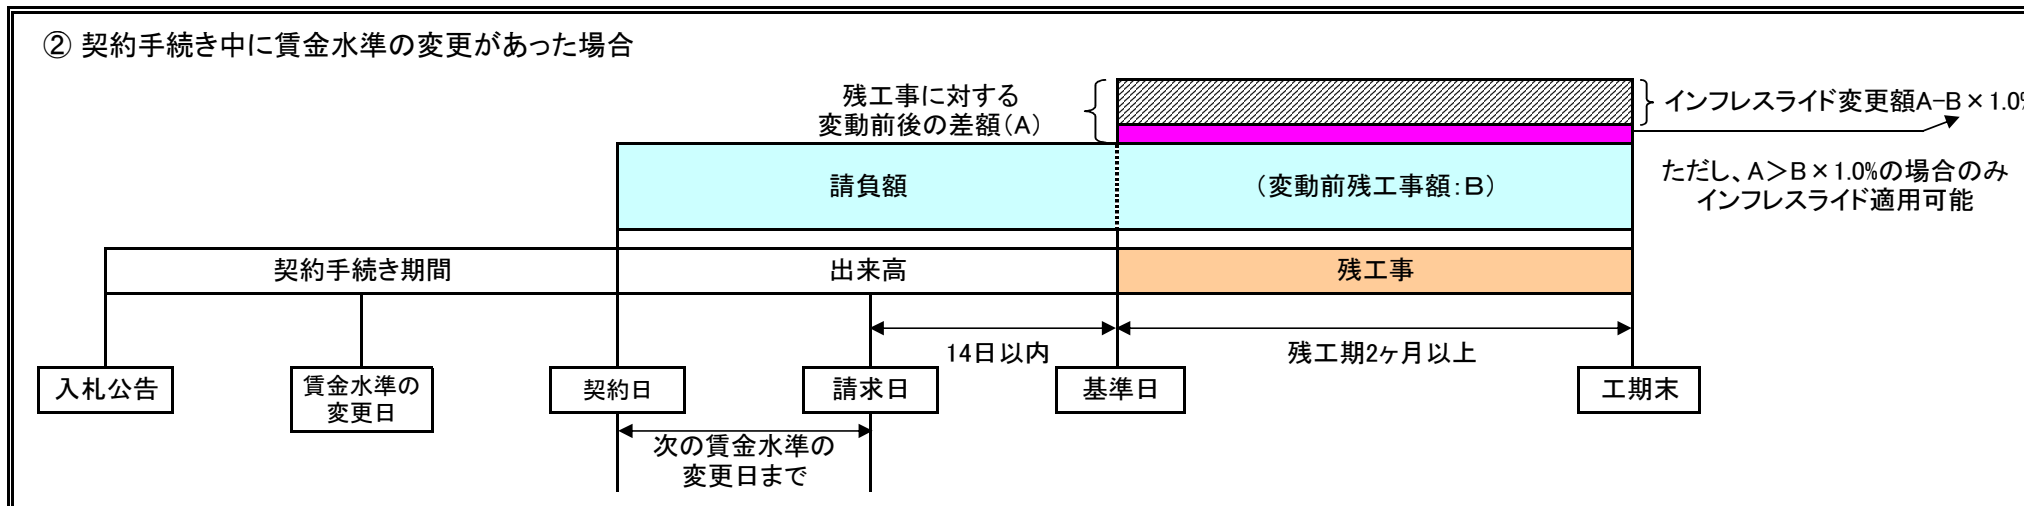 ② 契約手続き中に賃金水準の変更があった場合
残工事に対する
変動前後の差額(A)
インフレスライド変更額A-B×1.0%
請負額
(変動前残工事額:B)
ただし、A>B×1.0%の場合のみ
インフレスライド適用可能
契約手続き期間
出来高
残工事
14日以内
残工期2ヶ月以上
入札公告
賃金水準の
変更日
契約日
請求日
基準日
工期末
次の賃金水準の
変更日まで